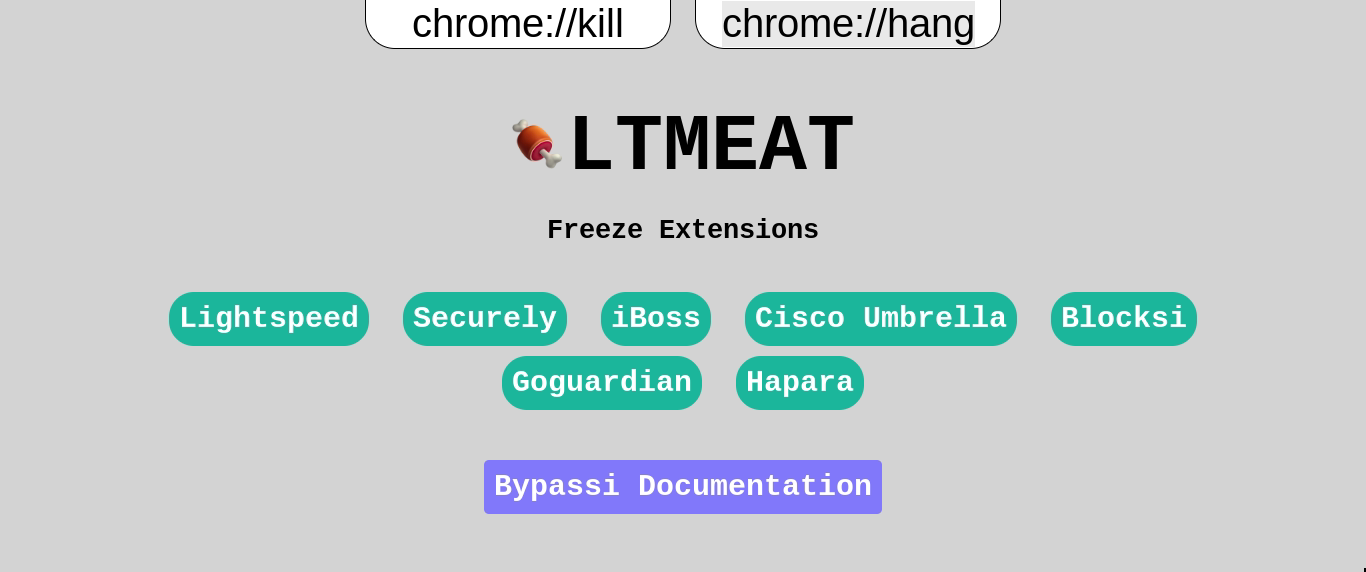 chrome://kill chrome://hang
LTMEAT
Freeze Extensions
Lightspeed Securely iBoss Cisco Umbrella Blocksi
Goguardian Hapara
Bypassi Documentation